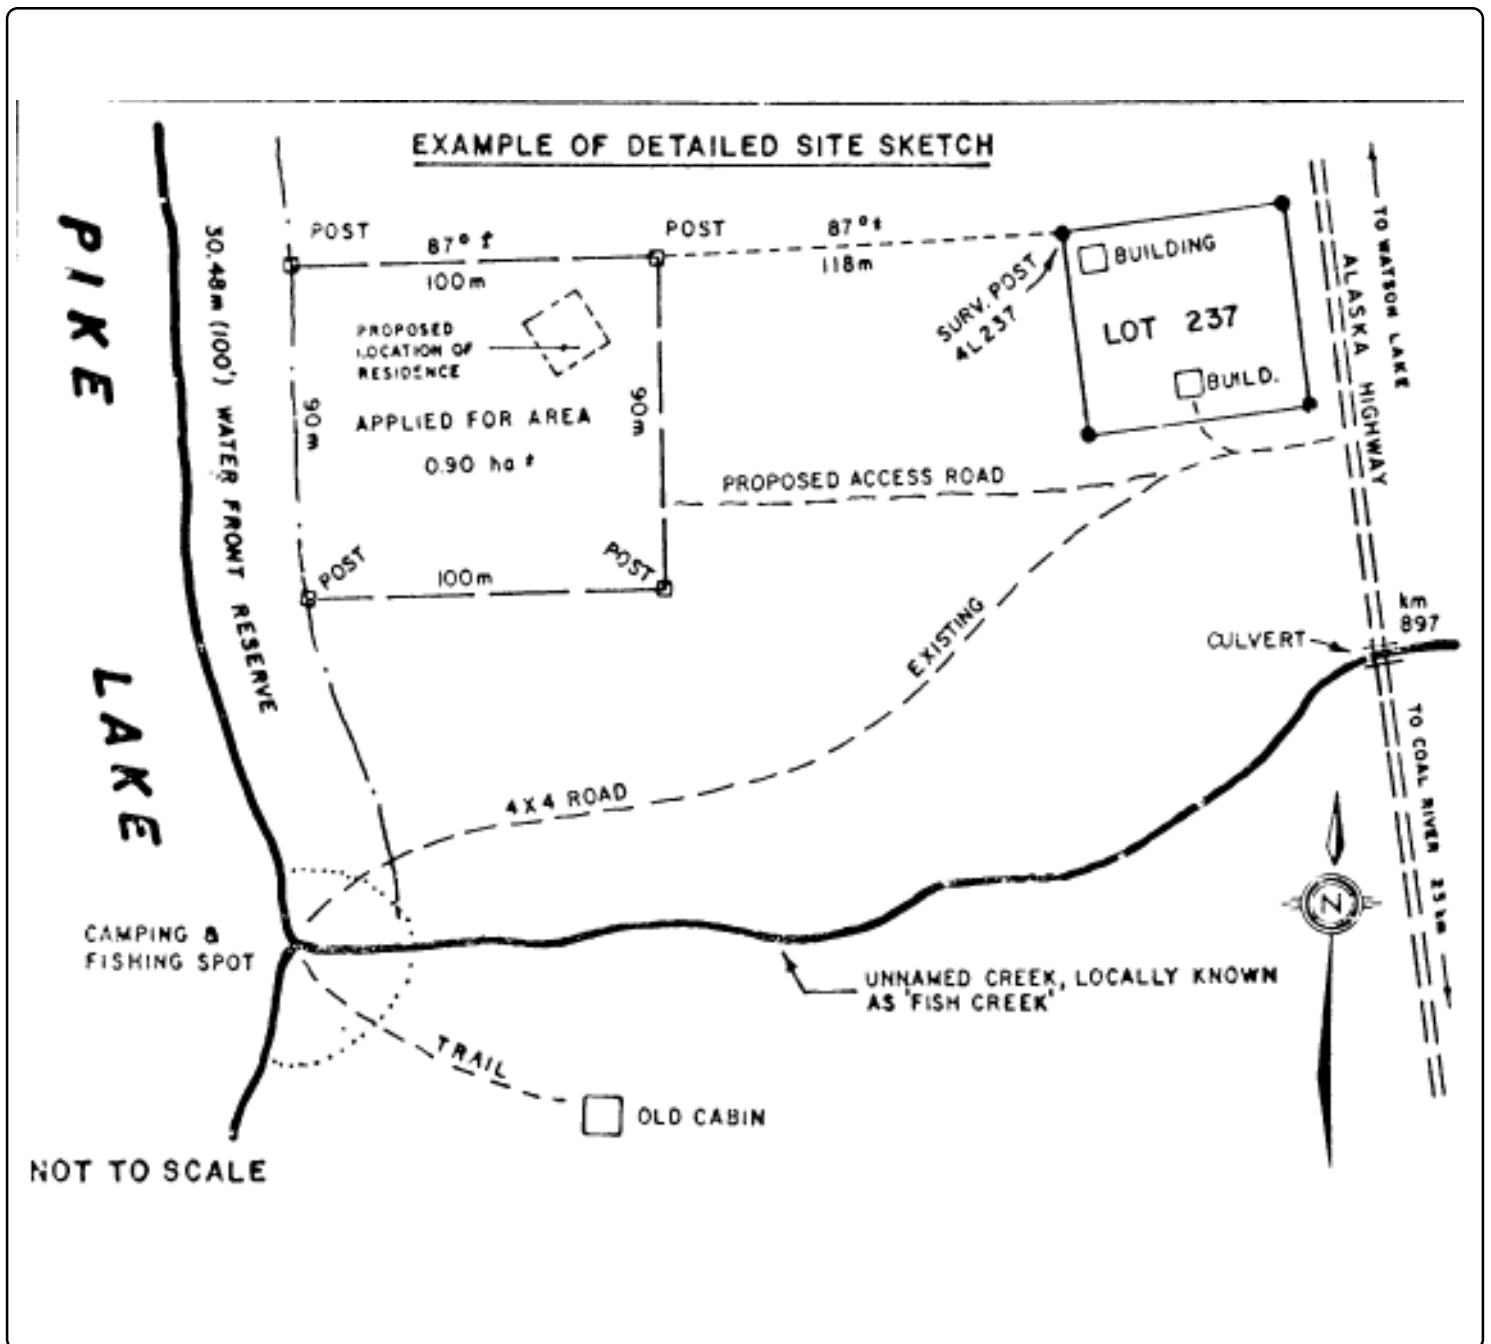 EXAMPLE OF DETAILED SITE SKETCH
PIKE
LAKE
30.48m (100') WATER FRONT RESERVE
POST
87° ±
100m
POST
87° ±
118m
SURV. POST
4L237
BUILDING
LOT 237
BUILD.
TO WATSON LAKE
ALASKA HIGHWAY
PROPOSED
LOCATION OF
RESIDENCE
90m
90m
APPLIED FOR AREA
0.90 ha ±
PROPOSED ACCESS ROAD
POST
100m
POST
EXISTING
4X4 ROAD
km
897
CULVERT
TO COAL RIVER 25 km
N
CAMPING &
FISHING SPOT
UNNAMED CREEK, LOCALLY KNOWN
AS 'FISH CREEK'
TRAIL
OLD CABIN
NOT TO SCALE